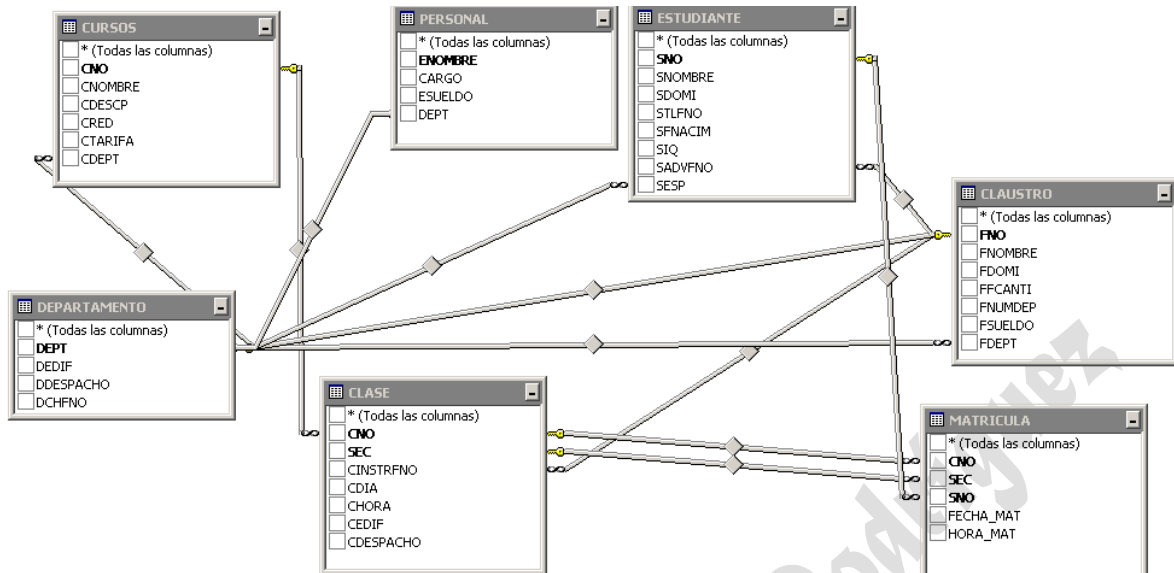 CURSOS
* (Todas las columnas)
CNO
CNOMBRE
CDESCP
CRED
CTARIFA
CDEPT
PERSONAL
* (Todas las columnas)
ENOMBRE
CARGO
ESUELDO
DEPT
ESTUDIANTE
* (Todas las columnas)
SNO
SNOMBRE
SDOMI
STLFNO
SFNACIM
SIQ
SADVFNO
SESP
CLAUSTRO
* (Todas las columnas)
FNO
FNOMBRE
FDOMI
FFCANTI
FNUMDEP
FSUELDO
FDEPT
DEPARTAMENTO
* (Todas las columnas)
DEPT
DEDIF
DDESPACHO
DCHFNO
CLASE
* (Todas las columnas)
CNO
SEC
CINSTRFNO
CDIA
CHORA
CEDIF
CDESPACHO
MATRICULA
* (Todas las columnas)
CNO
SEC
SNO
FECHA_MAT
HORA_MAT